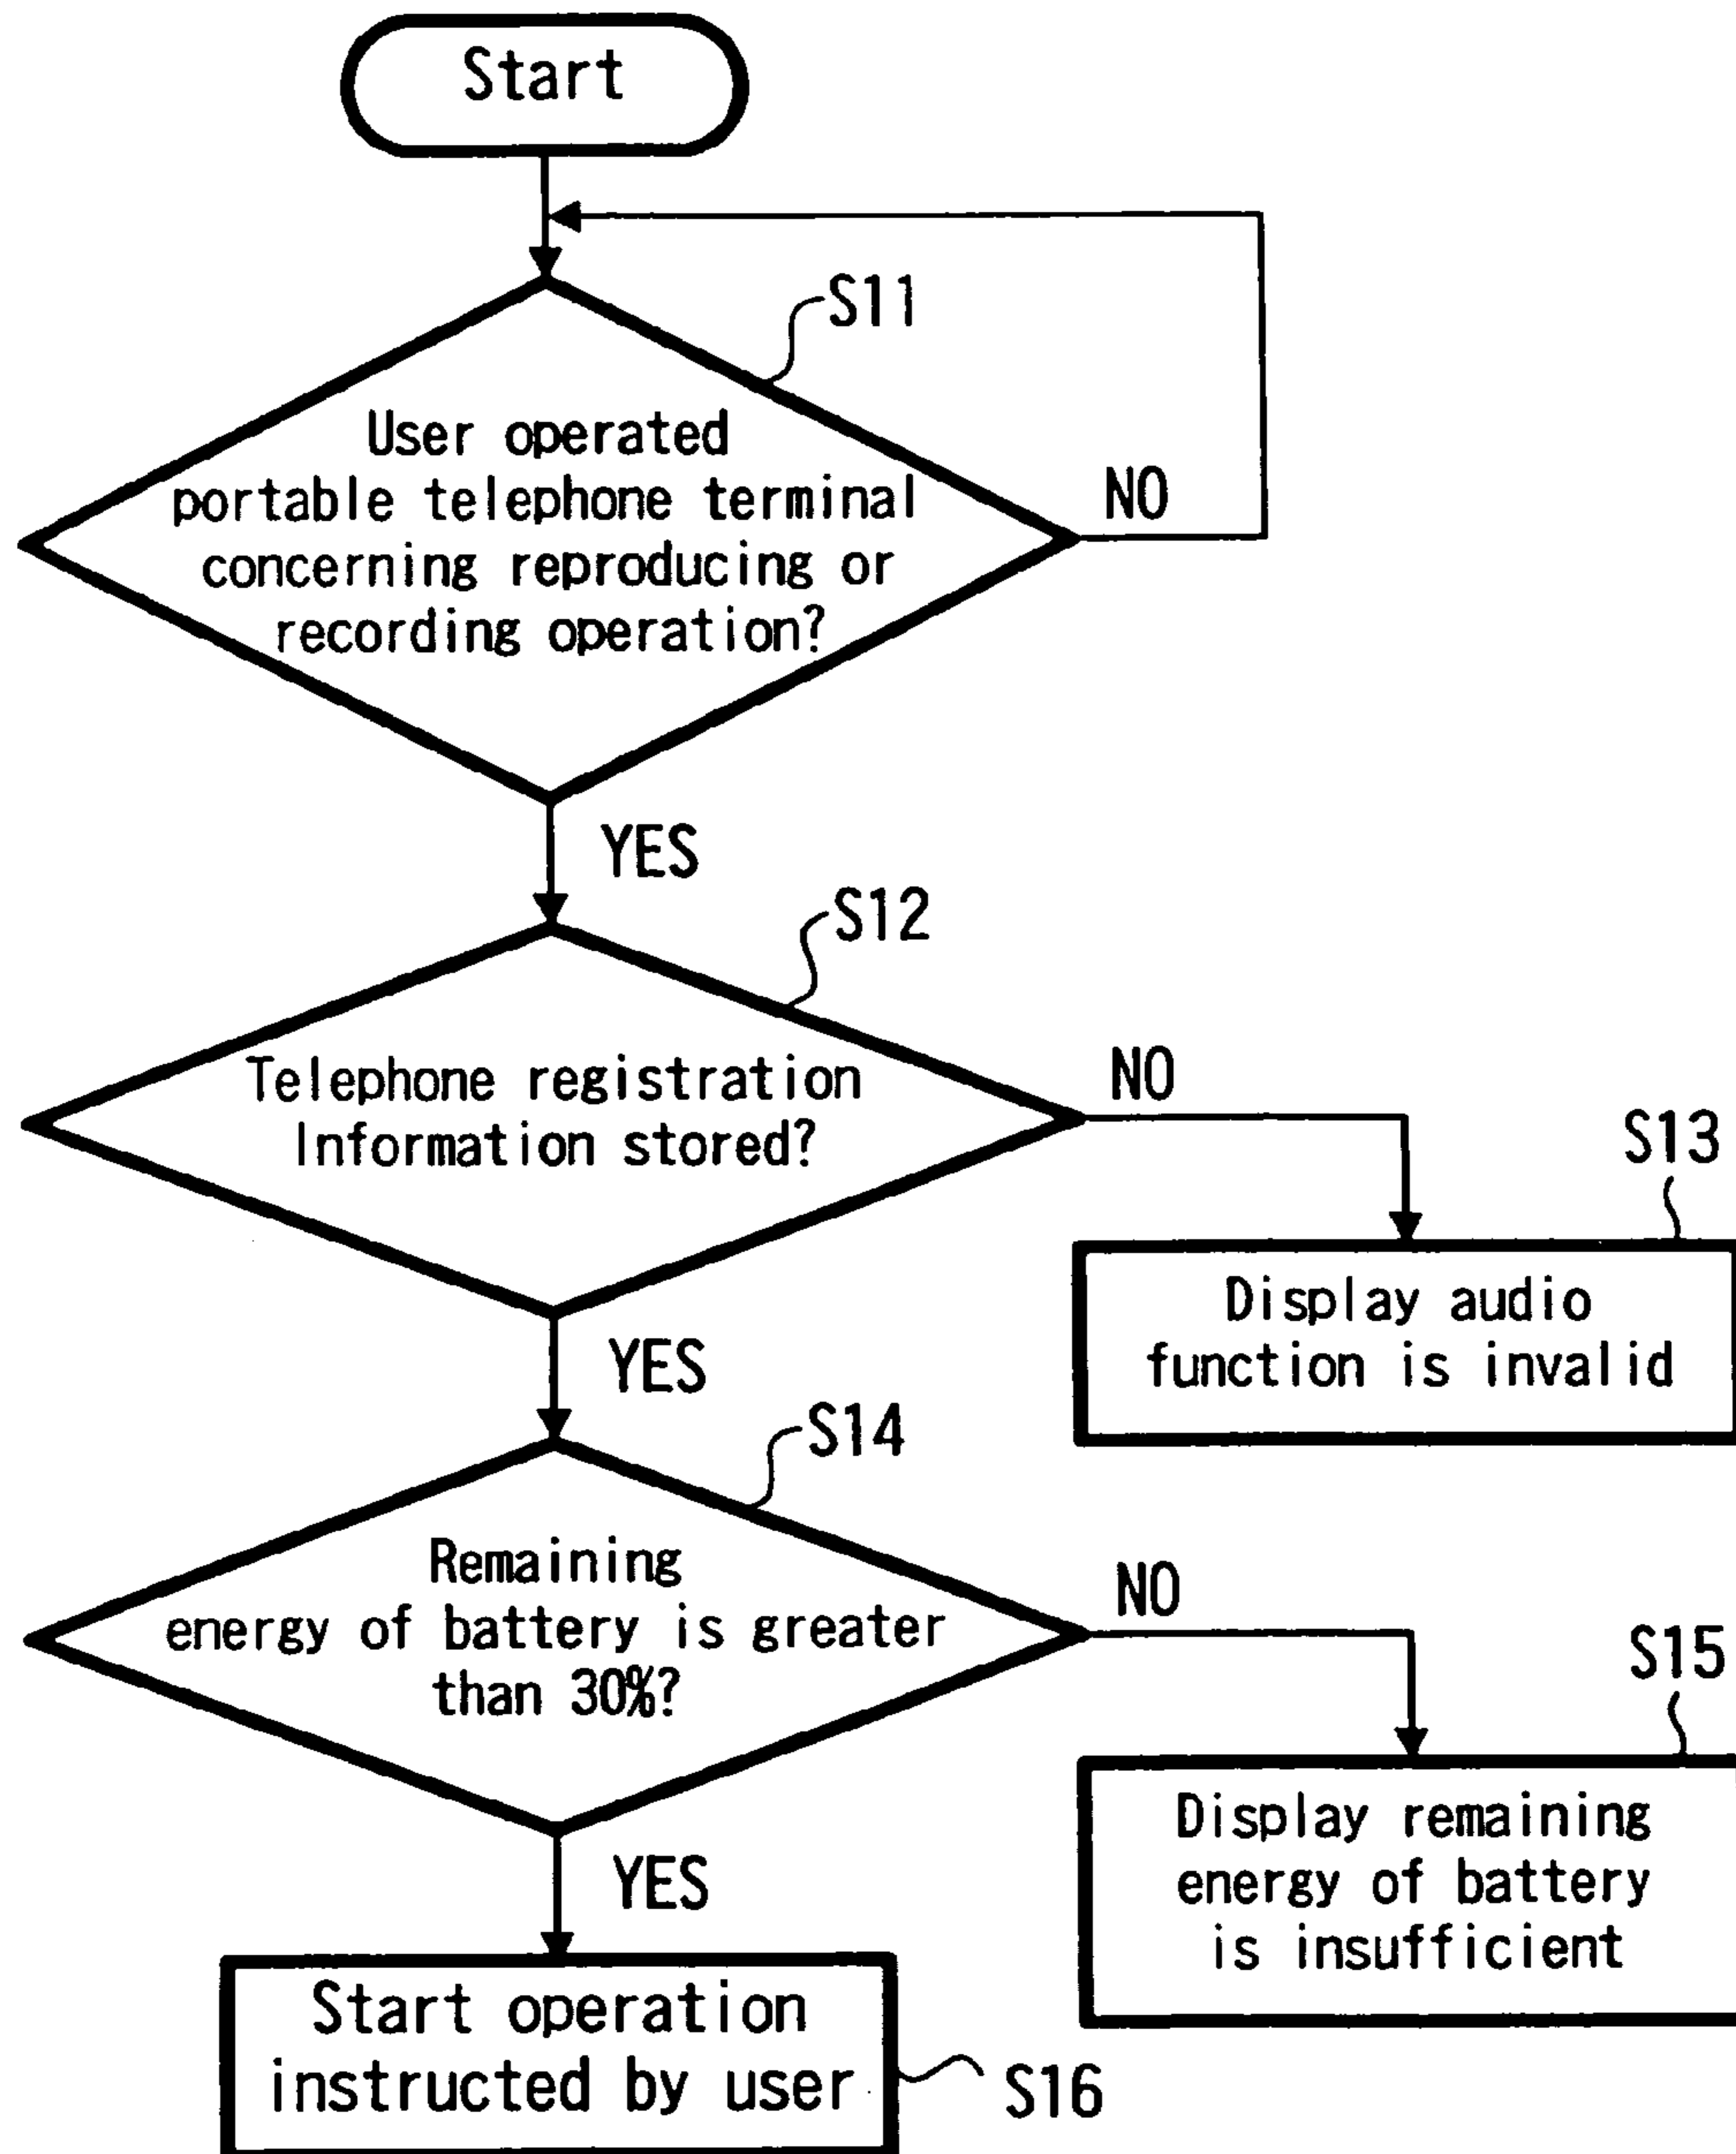 Start
S11
User operated
portable telephone terminal
concerning reproducing or
recording operation?
NO
YES
S12
Telephone registration
Information stored?
NO
S13
Display audio
function is invalid
YES
S14
Remaining
energy of battery is greater
than 30%?
NO
S15
Display remaining
energy of battery
is insufficient
YES
Start operation
instructed by user
S16